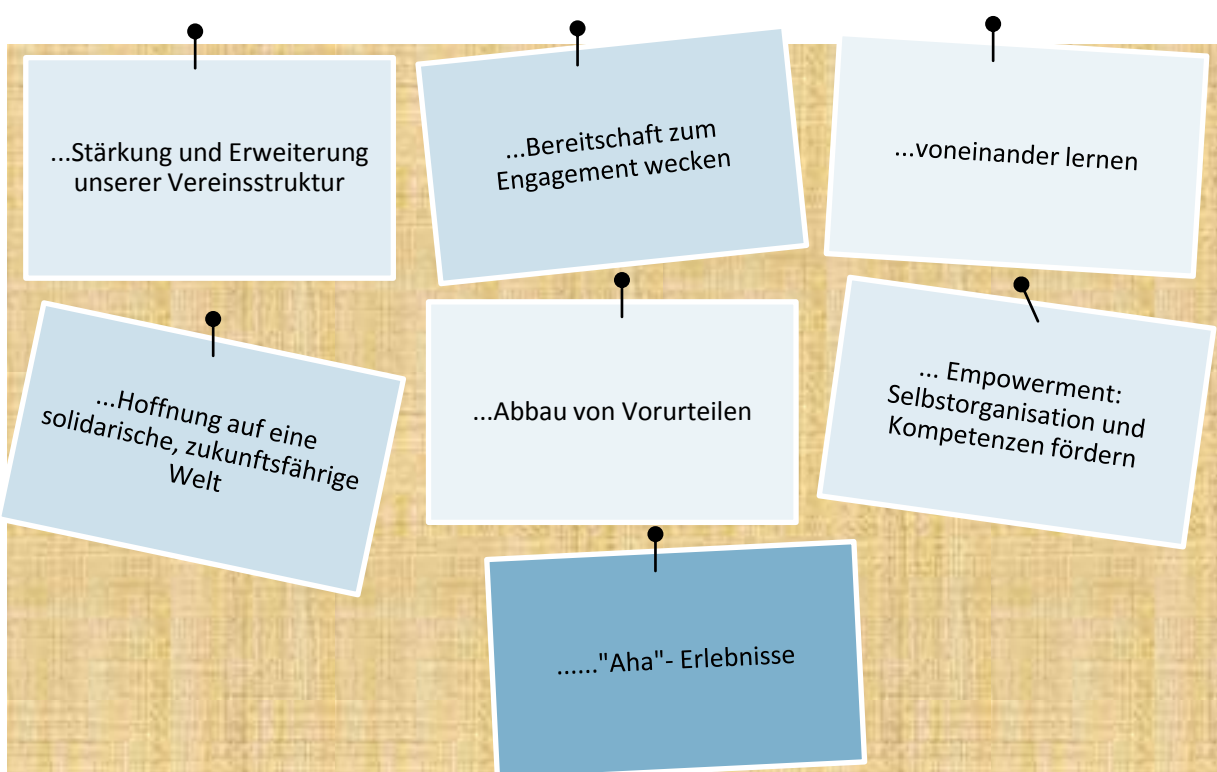 ...Stärkung und Erweiterung
unserer Vereinsstruktur
...Bereitschaft zum
Engagement wecken
...voneinander lernen
...Hoffnung auf eine
solidarische, zukunftsfährige
Welt
...Abbau von Vorurteilen
... Empowerment:
Selbstorganisation und
Kompetenzen fördern
......"Aha"- Erlebnisse